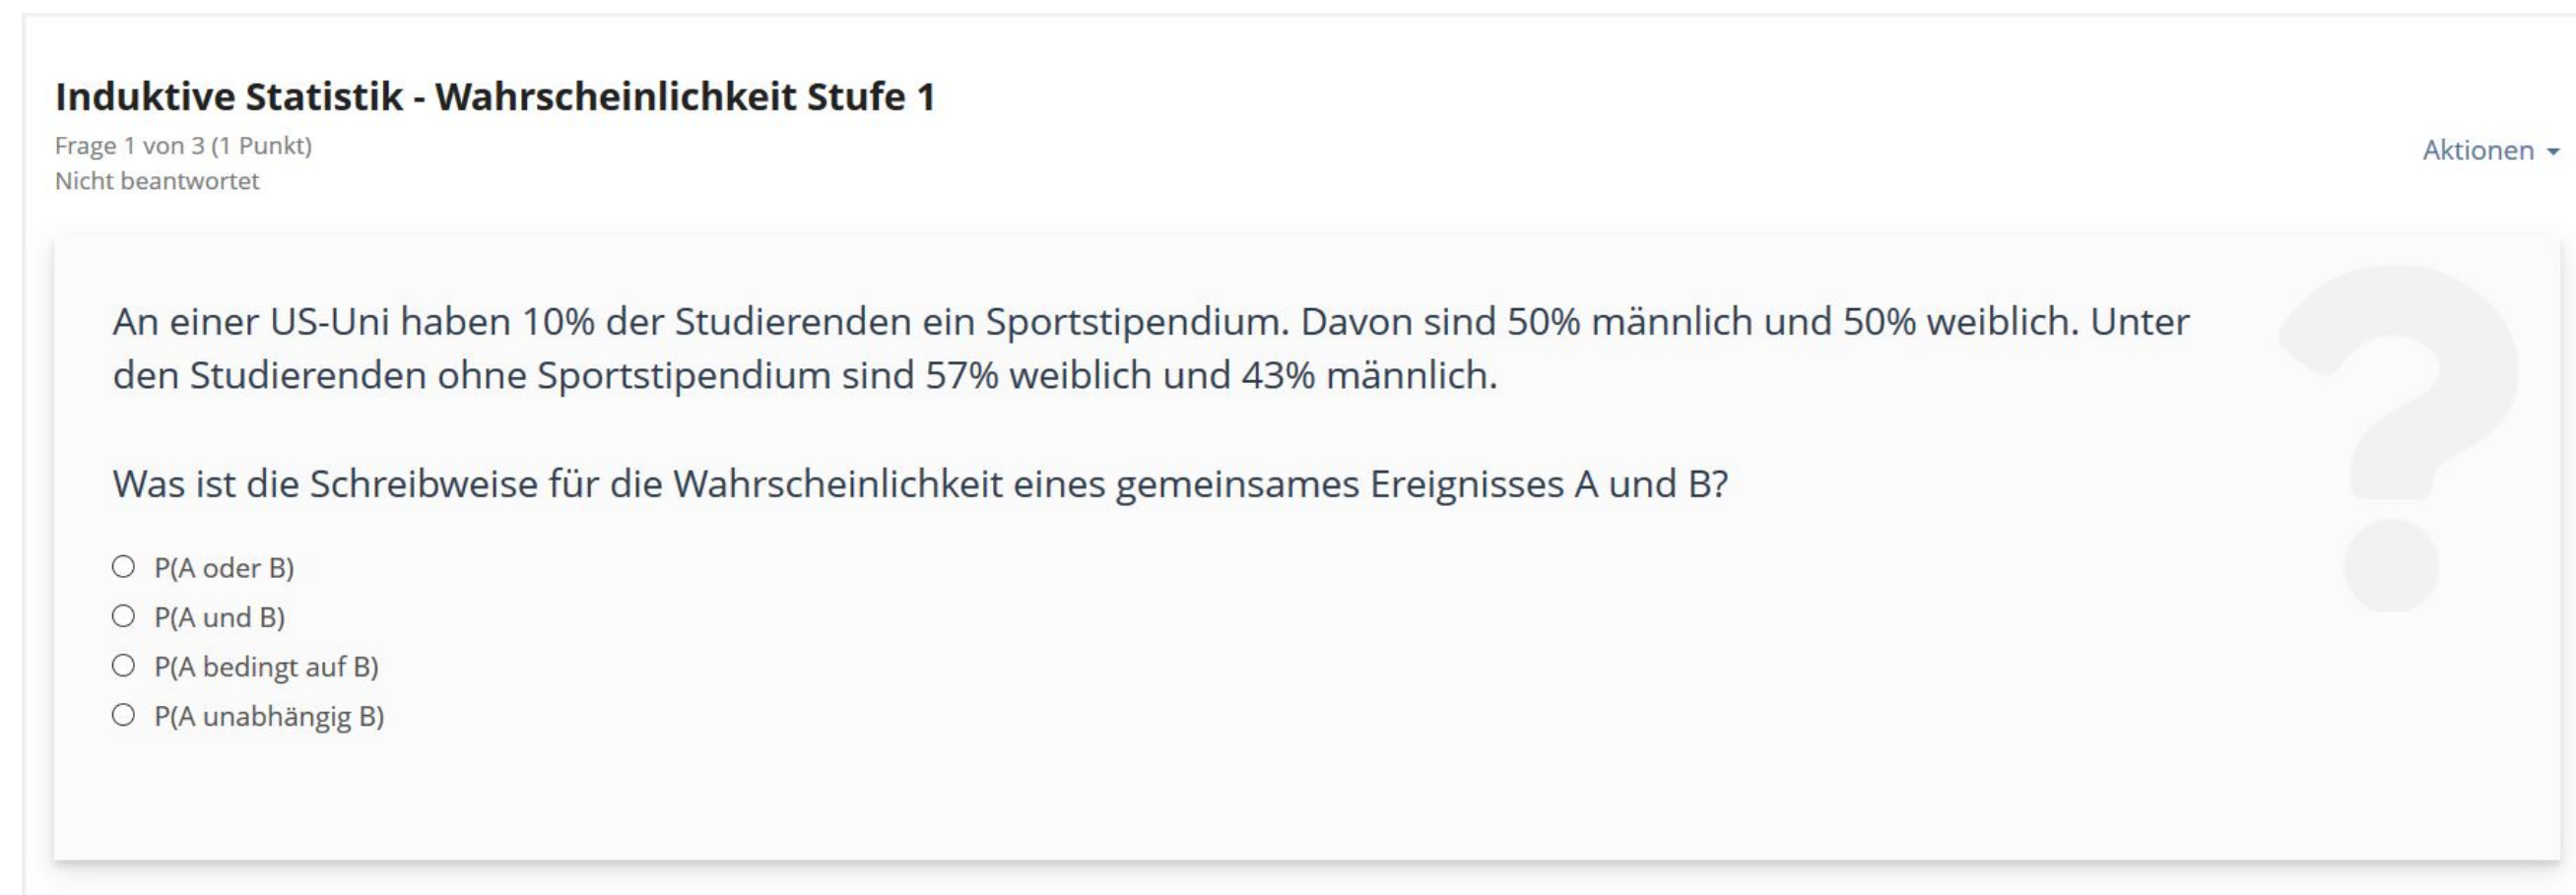 Induktive Statistik - Wahrscheinlichkeit Stufe 1
Frage 1 von 3 (1 Punkt)
Aktionen
Nicht beantwortet
An einer US-Uni haben 10% der Studierenden ein Sportstipendium. Davon sind 50% männlich und 50% weiblich. Unter
den Studierenden ohne Sportstipendium sind 57% weiblich und 43% männlich.
Was ist die Schreibweise für die Wahrscheinlichkeit eines gemeinsames Ereignisses A und B?
P(A oder B)
P(A und B)
P(A bedingt auf B)
P(A unabhängig B)